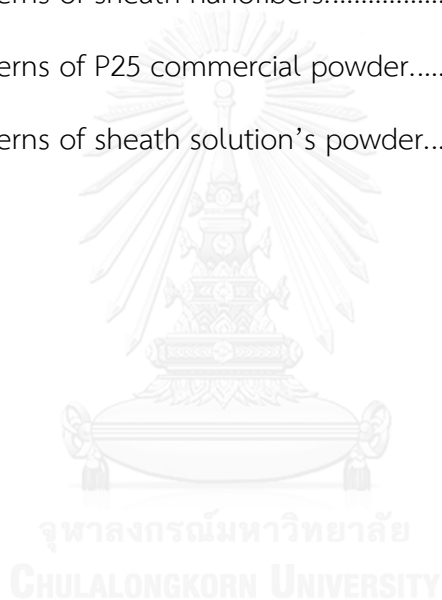 erns of sheath nanofibers...................
erns of P25 commercial powder.....
erns of sheath solution's powder...
จุฬาลงกรณ์มหาวิทยาลัย
CHULALONGKORN UNIVERSITY